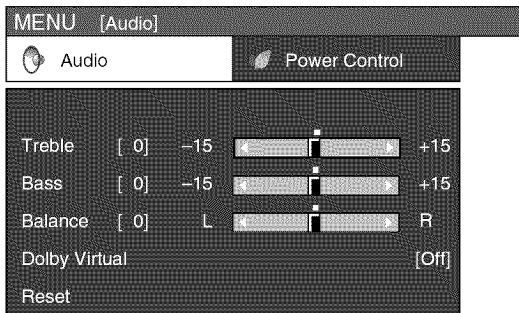 MENU [Audio]
Audio Power Control
Treble [ 0] –15 +15
Bass [ 0] –15 +15
Balance [ 0] L R
Dolby Virtual [Off]
Reset